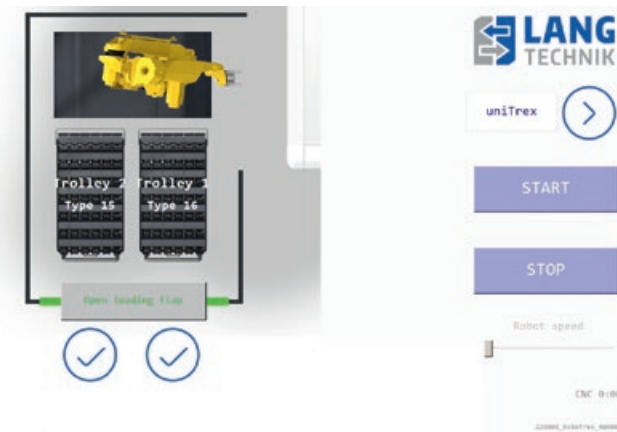 LANG
TECHNIK
uniTrex
Trolley 2
Type 15
Trolley 1
Type 16
START
Open loading flap
STOP
Robot speed